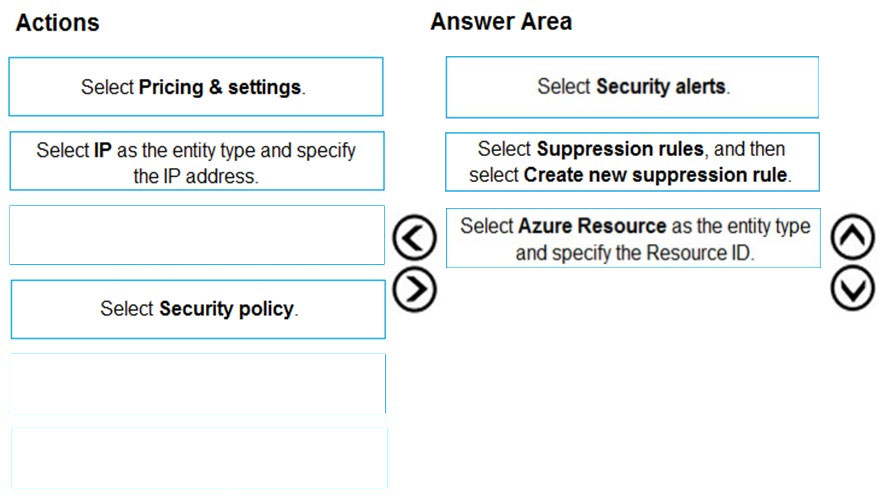 Actions
Answer Area
Select Pricing & settings.
Select IP as the entity type and specify
the IP address.
Select Security policy.
Select Security alerts.
Select Suppression rules, and then
select Create new suppression rule.
Select Azure Resource as the entity type
and specify the Resource ID.